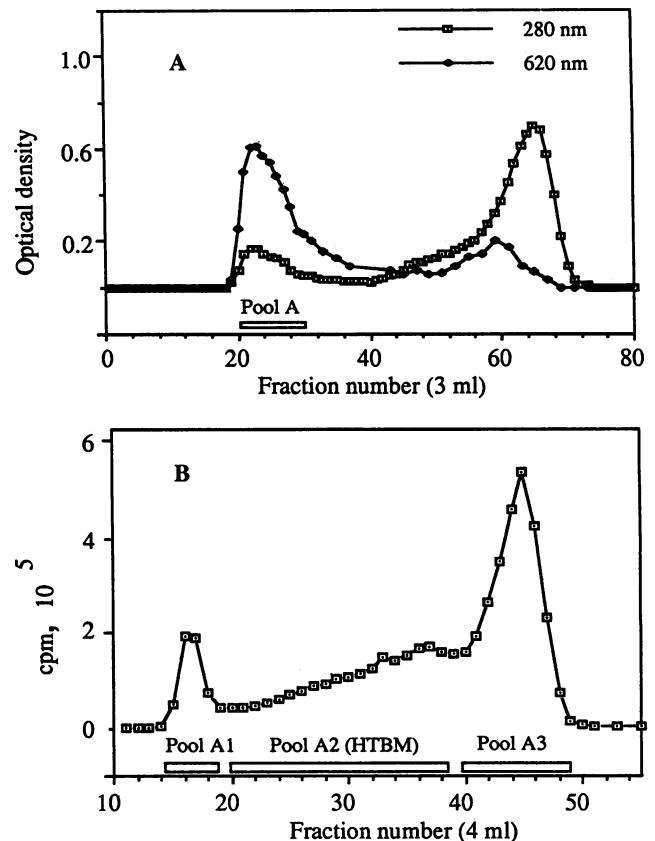 280 nm
A
620 nm
1.0
0.6
0.2
Optical density
Pool A
0 20 40 60 80
Fraction number (3 ml)
6
B
4
2
0
cpm, 10 5
Pool A1 Pool A2 (HTBM) Pool A3
10 20 30 40 50
Fraction number (4 ml)